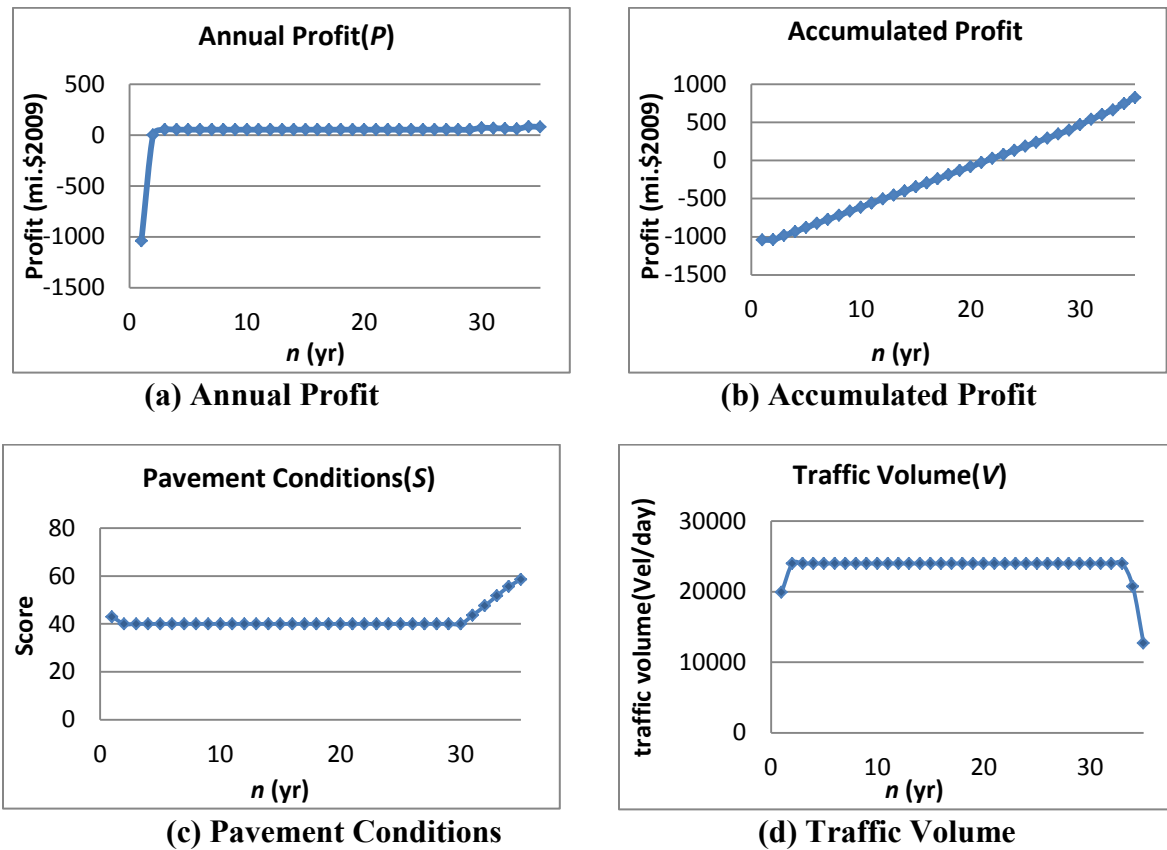 Annual Profit(P)
Profit (mi.$2009)
500
0
-500
-1000
-1500
0 10 20 30
n (yr)
(a) Annual Profit
Accumulated Profit
Profit (mi.$2009)
1000
500
0
-500
-1000
-1500
0 10 20 30
n (yr)
(b) Accumulated Profit
Pavement Conditions(S)
Score
80
60
40
20
0
0 10 20 30
n (yr)
(c) Pavement Conditions
Traffic Volume(V)
traffic volume(Vel/day)
30000
20000
10000
0
0 10 20 30
n (yr)
(d) Traffic Volume